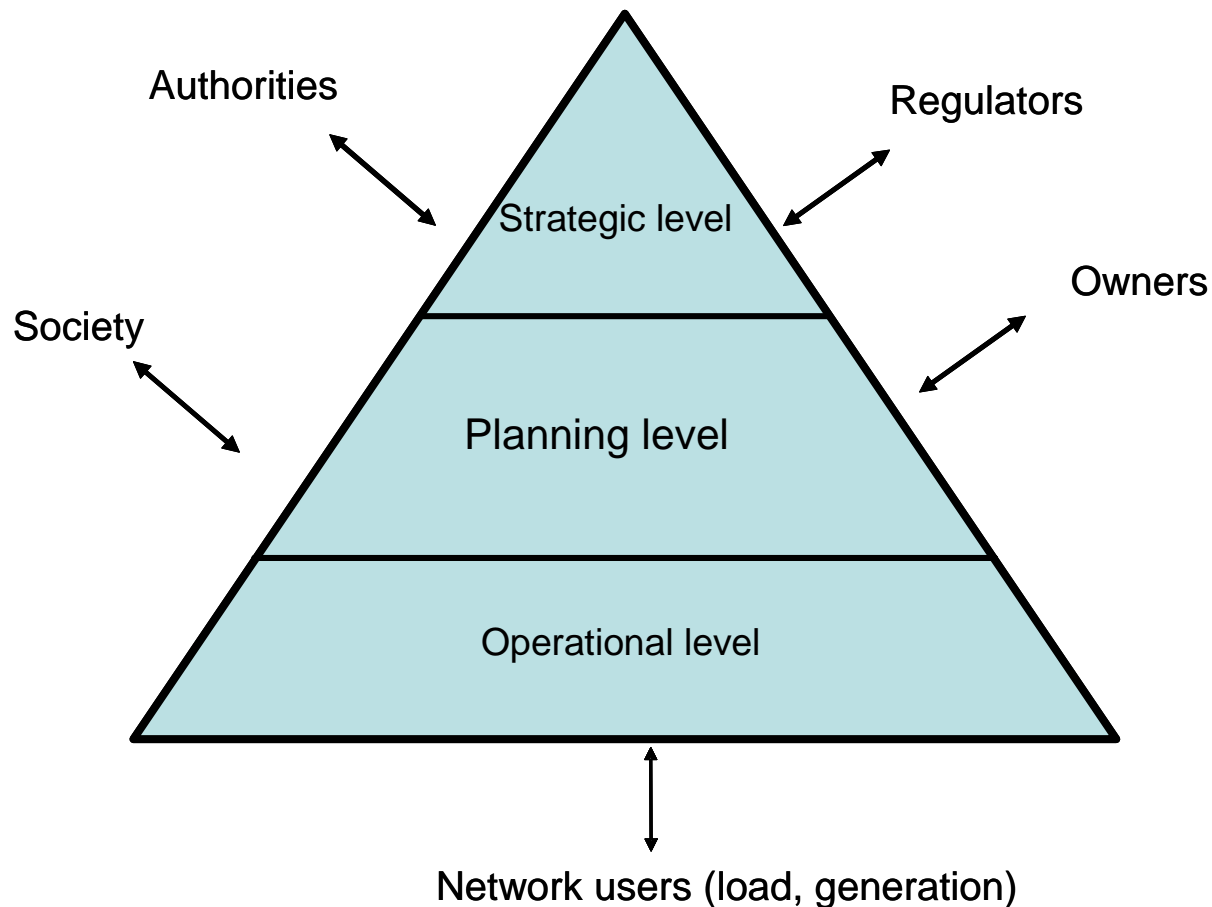 Authorities
Regulators
Strategic level
Owners
Society
Planning level
Operational level
Network users (load, generation)